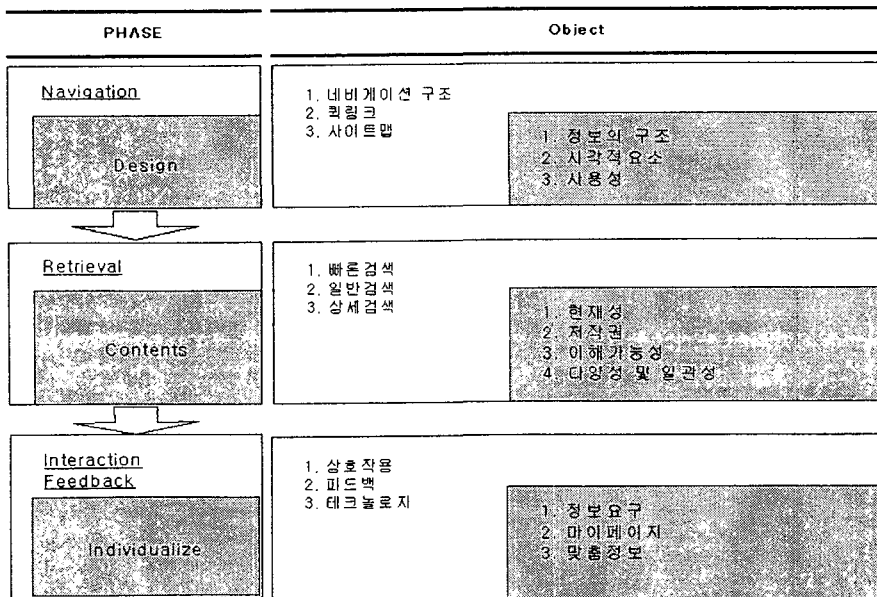 PHASE
Object
Navigation
Design
1. 네비게이션 구조
2. 퀵링크
3. 사이트맵
1. 정보의 구조
2. 시각적요소
3. 사용성
Retrieval
Contents
1. 빠른검색
2. 일반검색
3. 상세검색
1. 현재성
2. 저작권
3. 이해가능성
4. 다양성 및 일관성
Interaction
Feedback
Individualize
1. 상호작용
2. 피드백
3. 테크놀로지
1. 정보요구
2. 마이페이지
3. 맞춤정보